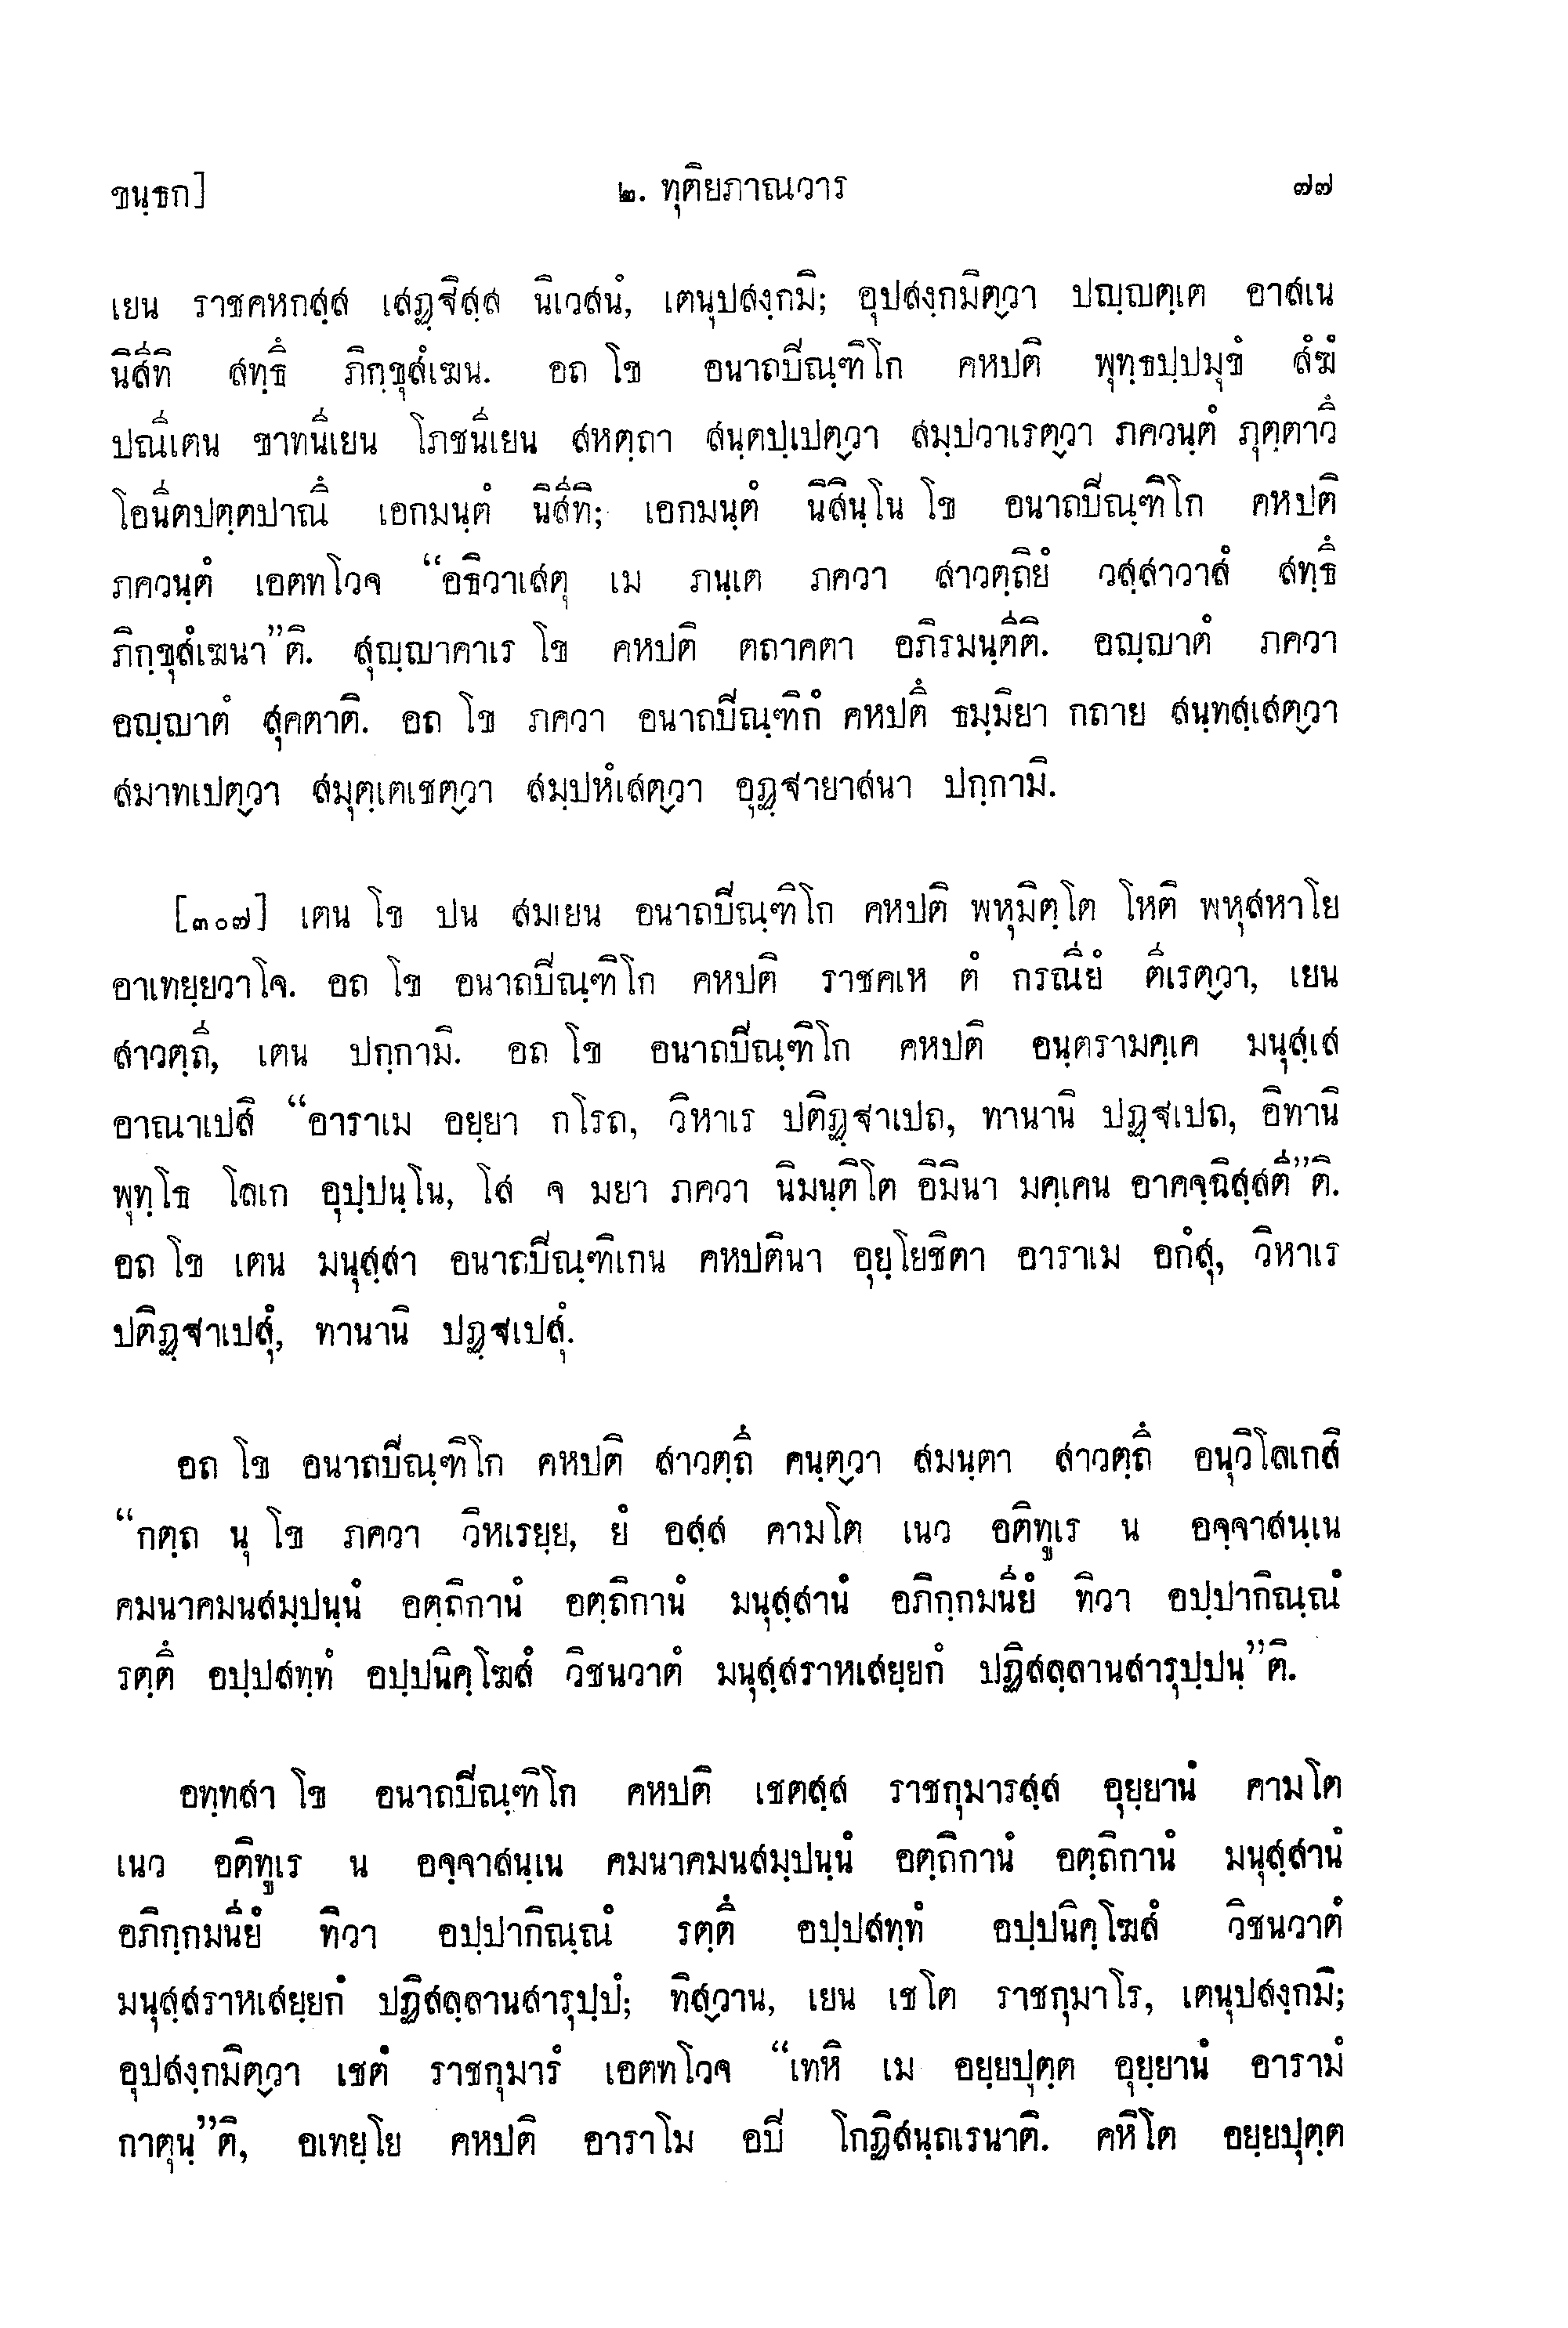 ขนฺธก] ๒. ทุติยภาณวาร ๗๗
เยน ราชคหกสฺส เสฏฺฐิสฺส นิเวสนํ, เตนุปสงฺกมิ; อุปสงฺกมิตฺวา ปญฺญตฺเต อาสเน
นิสีทิ สทฺธึ ภิกฺขุสํเฆน. อถ โข อนาถปิณฺฑิโก คหปติ พุทฺธปฺปมุขํ สํฆํ
ปณีเตน ขาทนีเยน โภชนีเยน สหตฺถา สนฺตปฺเปตฺวา สมฺปวาเรตฺวา ภควนฺตํ ภุตฺตาวึ
โอนีตปตฺตปาณึ เอกมนฺตํ นิสีทิ; เอกมนฺตํ นิสินฺโน โข อนาถปิณฺฑิโก คหปติ
ภควนฺตํ เอตทโวจ “อธิวาเสตุ เม ภนฺเต ภควา สาวตฺถิยํ วสฺสาวาสํ สทฺธึ
ภิกฺขุสํเฆนา”ติ. สุญฺญาคาเร โข คหปติ ตถาคตา อภิรมนฺตีติ. อญฺญาตํ ภควา
อญฺญาตํ สุคตาติ. อถ โข ภควา อนาถปิณฺฑิกํ คหปตึ ธมฺมิยา กถาย สนฺทสฺเสตฺวา
สมาทเปตฺวา สมุตฺเตเชตฺวา สมฺปหํเสตฺวา อุฏฺฐายาสนา ปกฺกามิ.
[๓๐๗] เตน โข ปน สมเยน อนาถปิณฺฑิโก คหปติ พหุมิตฺโต โหติ พหุสหาโย
อาเทยฺยวาโจ. อถ โข อนาถปิณฺฑิโก คหปติ ราชคเห ตํ กรณียํ ตีเรตฺวา, เยน
สาวตฺถี, เตน ปกฺกามิ. อถ โข อนาถปิณฺฑิโก คหปติ อนฺตรามคฺเค มนุสฺเส
อาณาเปสิ “อาราเม อยฺยา กโรถ, วิหาเร ปติฏฺฐาเปถ, ทานานิ ปฏฺฐเปถ, อิทานิ
พุทฺโธ โลเก อุปฺปนฺโน, โส จ มยา ภควา นิมนฺติโต อิมินา มคฺเคน อาคจฺฉิสฺสตี”ติ.
อถ โข เตน มนุสฺสา อนาถปิณฺฑิเกน คหปตินา อุยฺโยชิตา อาราเม อกํสุ, วิหาเร
ปติฏฺฐาเปสุํ, ทานานิ ปฏฺฐเปสุํ.
อถ โข อนาถปิณฺฑิโก คหปติ สาวตฺถึ คนฺตฺวา สมนฺตา สาวตฺถึ อนุวิโลเกสิ
“กตฺถ นุ โข ภควา วิหเรยฺย, ยํ อสฺส คามโต เนว อติทูเร น อจฺจาสนฺเน
คมนาคมนสมฺปนฺนํ อตฺถิกานํ อตฺถิกานํ มนุสฺสานํ อภิกฺกมนียํ ทิวา อปฺปากิณฺณํ
รตฺตึ อปฺปสทฺทํ อปฺปนิคฺโฆสํ วิชนวาตํ มนุสฺสราหเสยฺยกํ ปฏิสลฺลานสารุปฺปนฺ”ติ.
อทฺทสา โข อนาถปิณฺฑิโก คหปติ เชตสฺส ราชกุมารสฺส อุยฺยานํ คามโต
เนว อติทูเร น อจฺจาสนฺเน คมนาคมนสมฺปนฺนํ อตฺถิกานํ อตฺถิกานํ มนุสฺสานํ
อภิกฺกมนียํ ทิวา อปฺปากิณฺณํ รตฺตึ อปฺปสทฺทํ อปฺปนิคฺโฆสํ วิชนวาตํ
มนุสฺสราหเสยฺยกํ ปฏิสลฺลานสารุปฺปํ; ทิสฺวาน, เยน เชโต ราชกุมาโร, เตนุปสงฺกมิ;
อุปสงฺกมิตฺวา เชตํ ราชกุมารํ เอตทโวจ “เทหิ เม อยฺยปุตฺต อุยฺยานํ อารามํ
กาตุนฺ”ติ, อเทยฺโย คหปติ อาราโม อปิ โกฏิสนฺถเรนาติ. คหิโต อยฺยปุตฺต